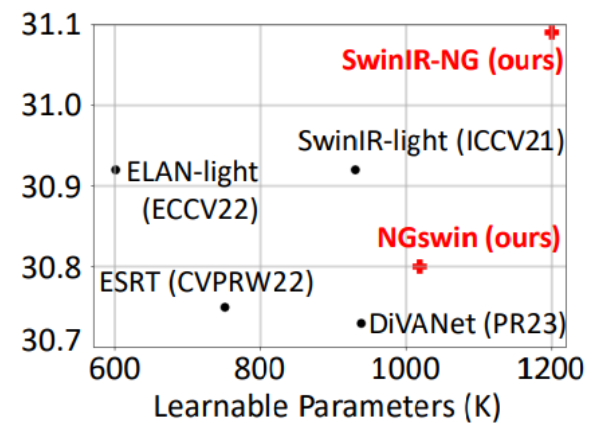 31.1
SwinIR-NG (ours)
31.0
SwinIR-light (ICCV21)
ELAN-light
30.9
(ECCV22)
NGswin (ours)
30.8
ESRT (CVPRW22)
DiVANet (PR23)
30.7
600 800 1000 1200
Learnable Parameters (K)